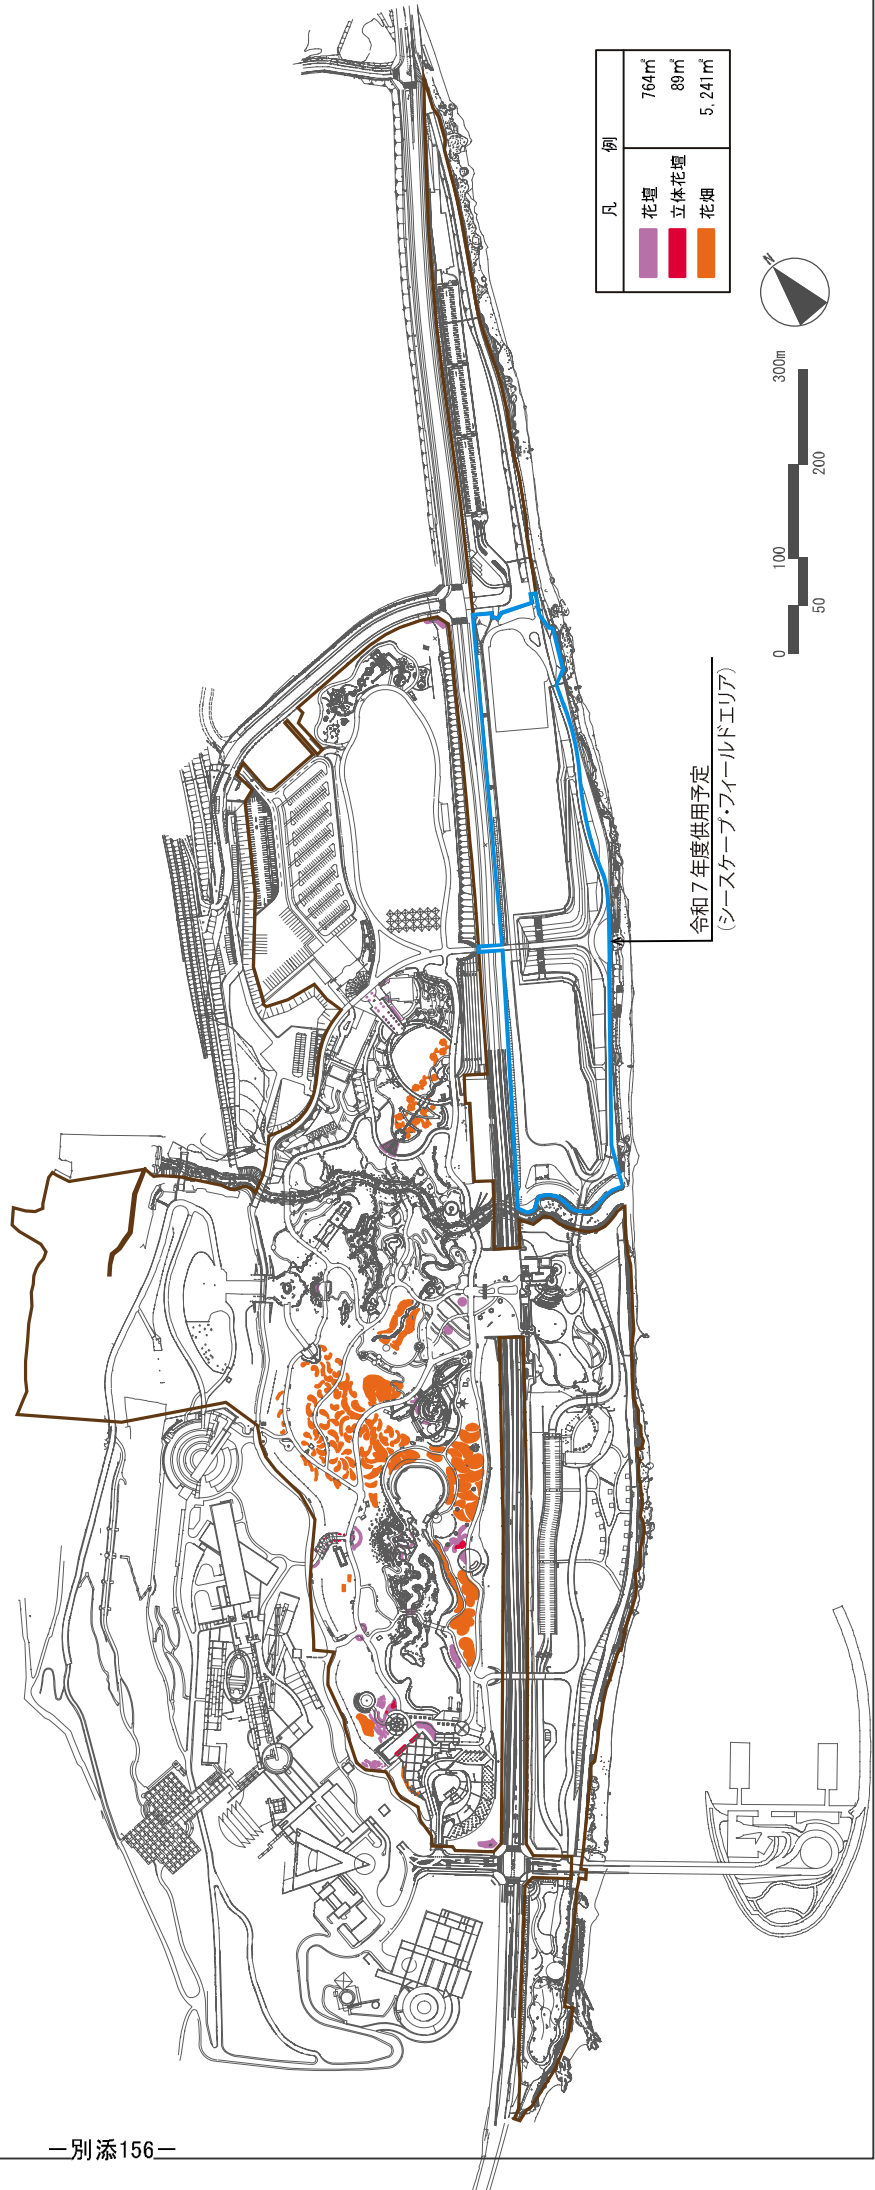 凡 例
花壇 764㎡
立体花壇 89㎡
花畑 5,241㎡
N
0 50 100 200 300m
令和7年度供用予定
(シースケープ・フィールドエリア)
－別添156－